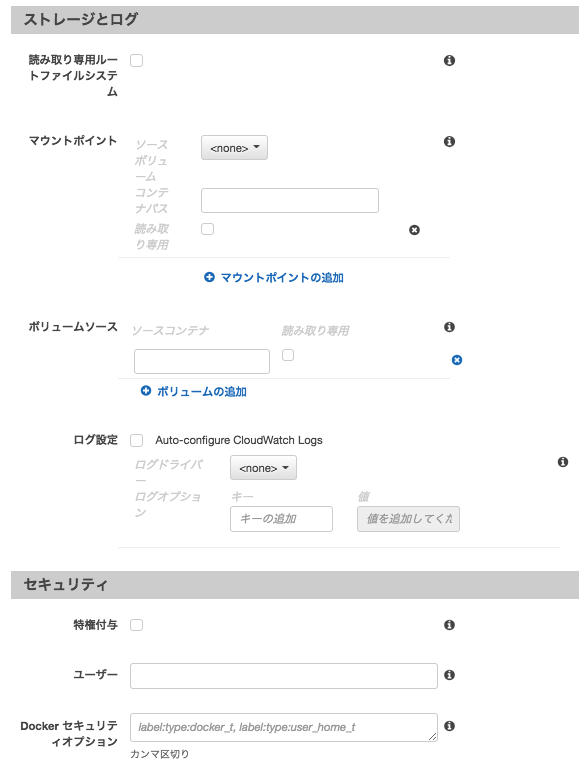 ストレージとログ
読み取り専用ルー
トファイルシステ
ム
マウントポイント
ソース
ボリュ
ーム
<none>
コンテ
ナパス
読み取
り専用
マウントポイントの追加
ボリュームソース
ソースコンテナ 読み取り専用
ボリュームの追加
ログ設定 Auto-configure CloudWatch Logs
ログドライバ
ー
<none>
ログオプショ
ン
キー 値
キーの追加 値を追加してくだ
セキュリティ
特権付与
ユーザー
Docker セキュリテ
ィオプション
label:type:docker_t, label:type:user_home_t
カンマ区切り